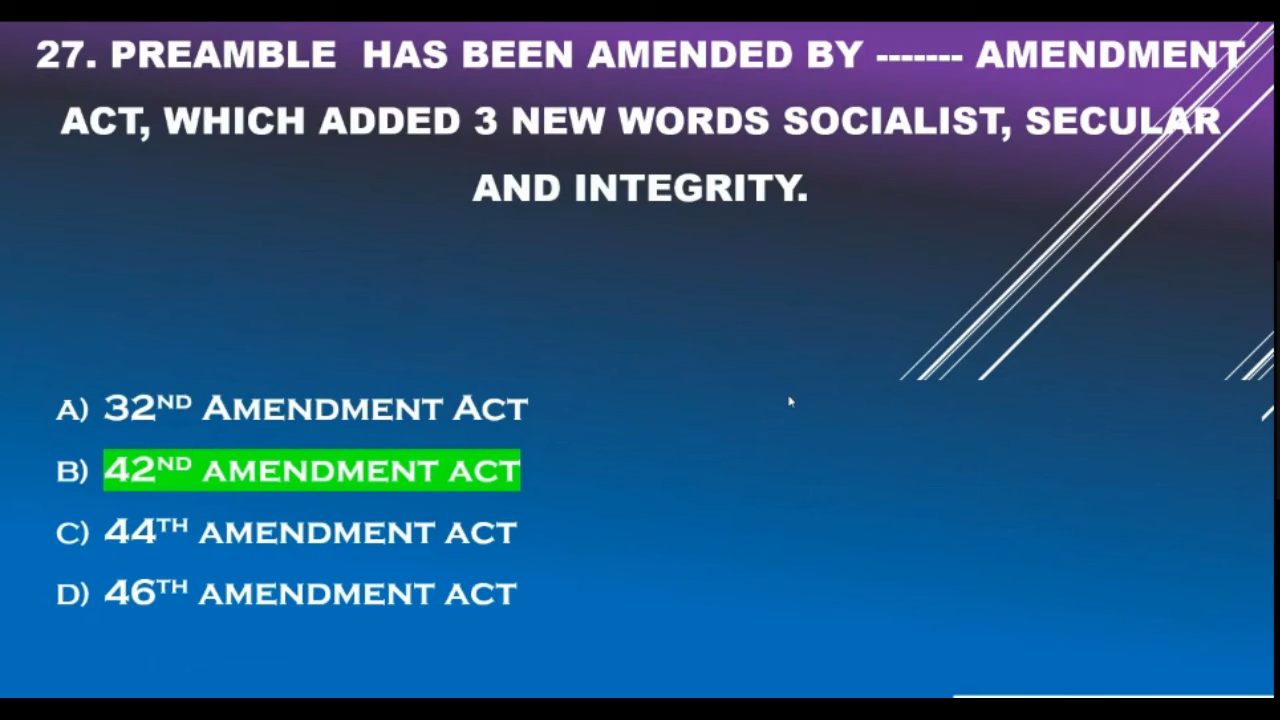 27. PREAMBLE HAS BEEN AMENDED BY ------- AMENDMENT
ACT, WHICH ADDED 3 NEW WORDS SOCIALIST, SECULAR
AND INTEGRITY.
A) 32ND AMENDMENT ACT
B) 42ND AMENDMENT ACT
C) 44TH AMENDMENT ACT
D) 46TH AMENDMENT ACT